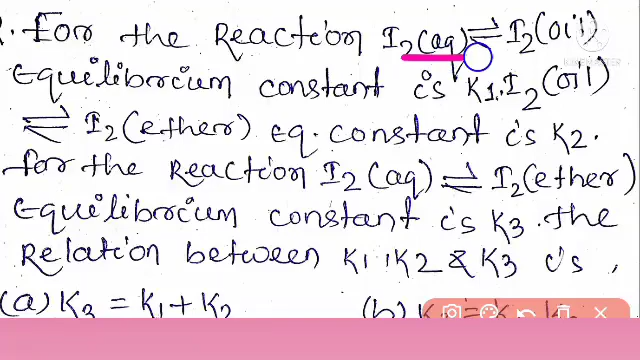 For the Reaction I2(aq) ⇌ I2(oil)
Equilibrium constant is K1. I2(oil)
⇌ I2(ether) eq. constant is K2.
for the Reaction I2(aq) ⇌ I2(ether)
Equilibrium constant is K3. the
Relation between K1, K2 & K3 is,
(a) K3 = K1 + K2 (b)